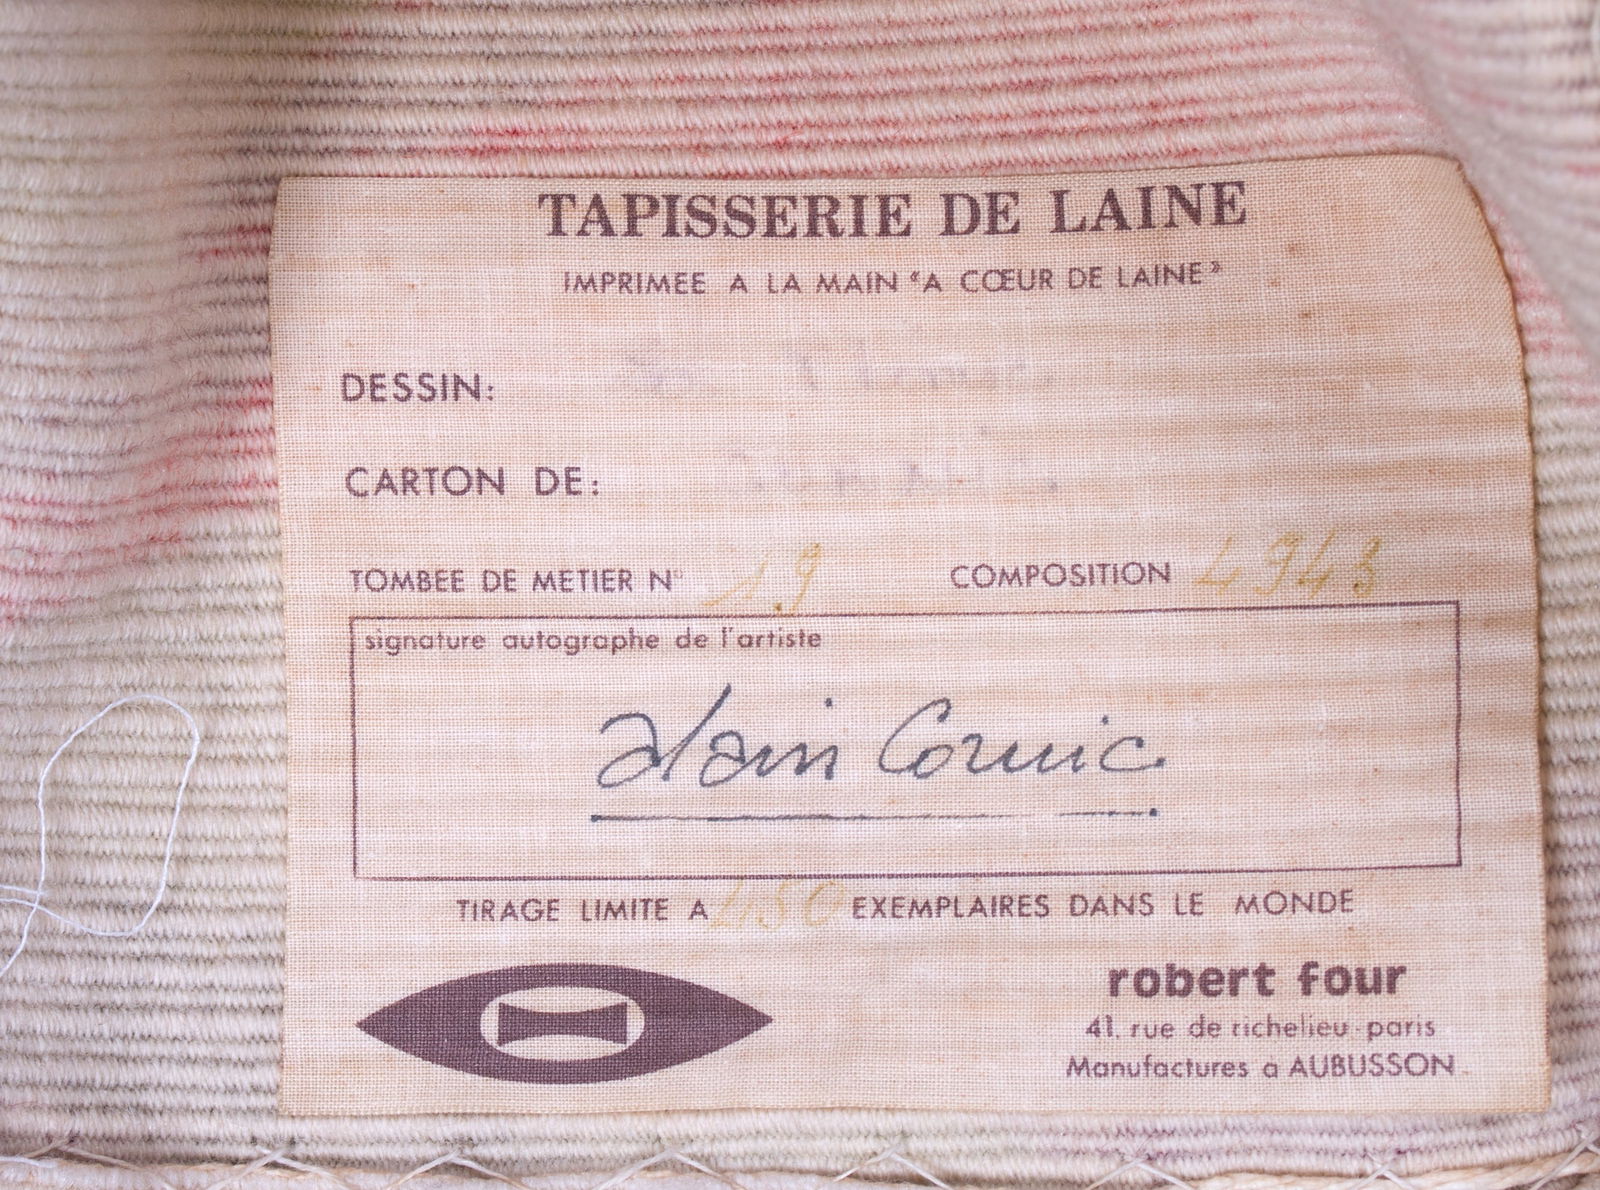 TAPISSERIE DE LAINE
IMPRIMEE A LA MAIN "A CŒUR DE LAINE"
DESSIN:
CARTON DE:
TOMBEE DE METIER N° 19 COMPOSITION 4943
signature autographe de l'artiste
alain Cornic
TIRAGE LIMITE A 450 EXEMPLAIRES DANS LE MONDE
robert four
41. rue de richelieu - paris
Manufactures a AUBUSSON